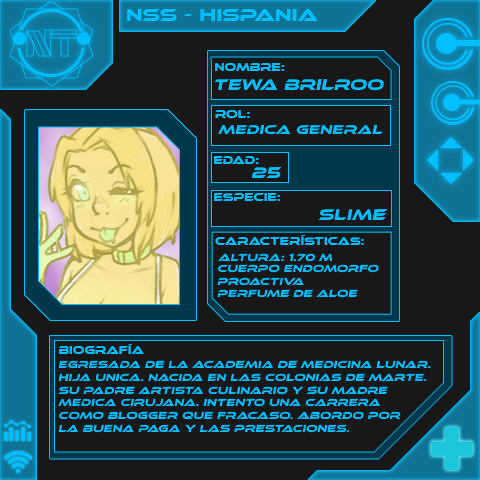 NT
NSS - HISPANIA
NOMBRE:
TEWA BRILROO
ROL:
MEDICA GENERAL
EDAD:
25
ESPECIE:
SLIME
CARACTERÍSTICAS:
ALTURA: 1.70 M
CUERPO ENDOMORFO
PROACTIVA
PERFUME DE ALOE
BIOGRAFÍA
EGRESADA DE LA ACADEMIA DE MEDICINA LUNAR.
HIJA UNICA. NACIDA EN LAS COLONIAS DE MARTE.
SU PADRE ARTISTA CULINARIO Y SU MADRE
MEDICA CIRUJANA. INTENTO UNA CARRERA
COMO BLOGGER QUE FRACASO. ABORDO POR
LA BUENA PAGA Y LAS PRESTACIONES.